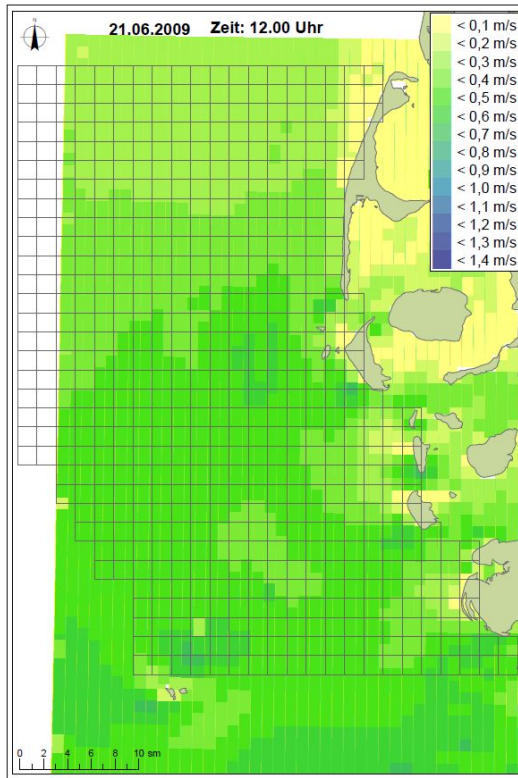 N
21.06.2009 Zeit: 12.00 Uhr
< 0,1 m/s
< 0,2 m/s
< 0,3 m/s
< 0,4 m/s
< 0,5 m/s
< 0,6 m/s
< 0,7 m/s
< 0,8 m/s
< 0,9 m/s
< 1,0 m/s
< 1,1 m/s
< 1,2 m/s
< 1,3 m/s
< 1,4 m/s
0 2 4 6 8 10 sm